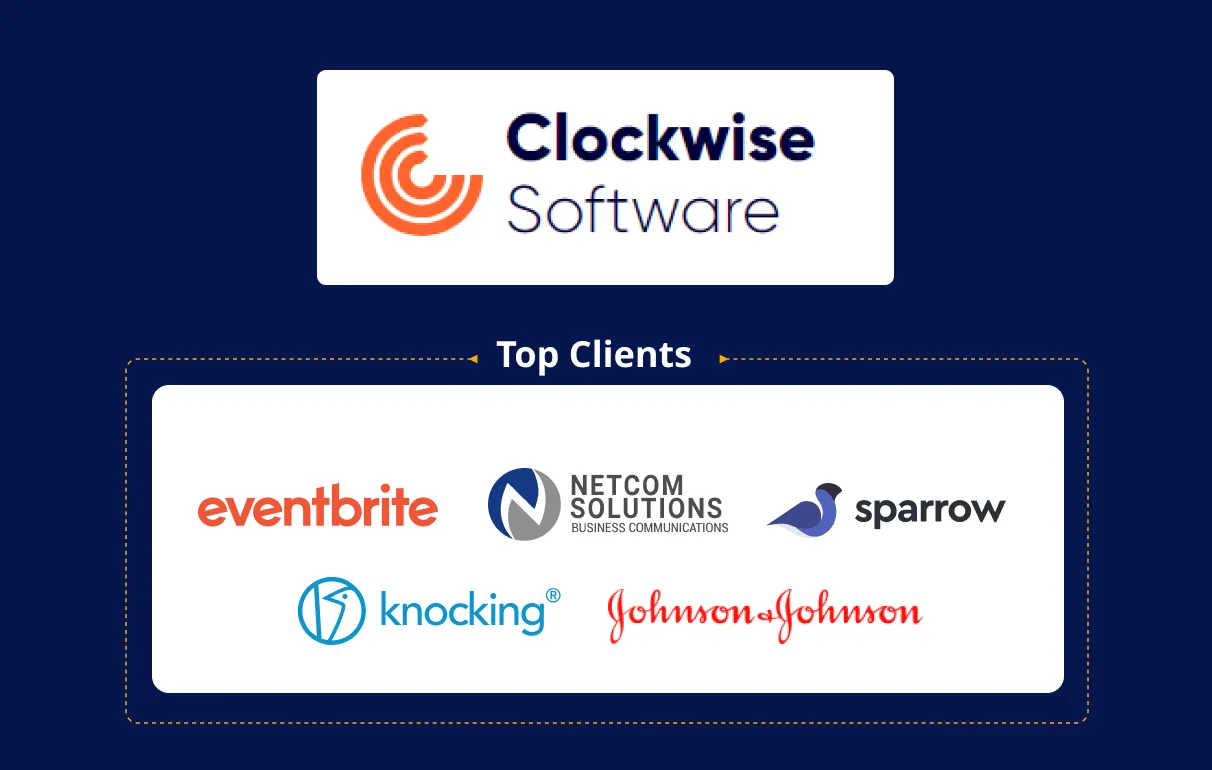 Clockwise
Software
Top Clients
eventbrite
NETCOM
SOLUTIONS
BUSINESS COMMUNICATIONS
sparrow
knocking®
Johnson & Johnson